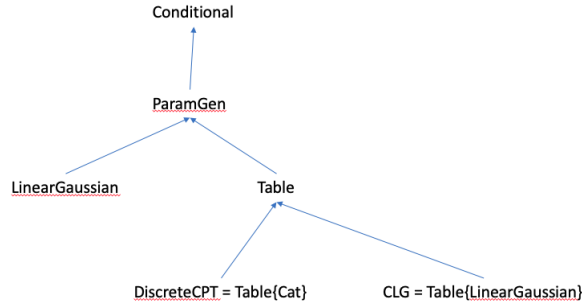 Conditional
ParamGen
LinearGaussian
Table
DiscreteCPT = Table{Cat}
CLG = Table{LinearGaussian}